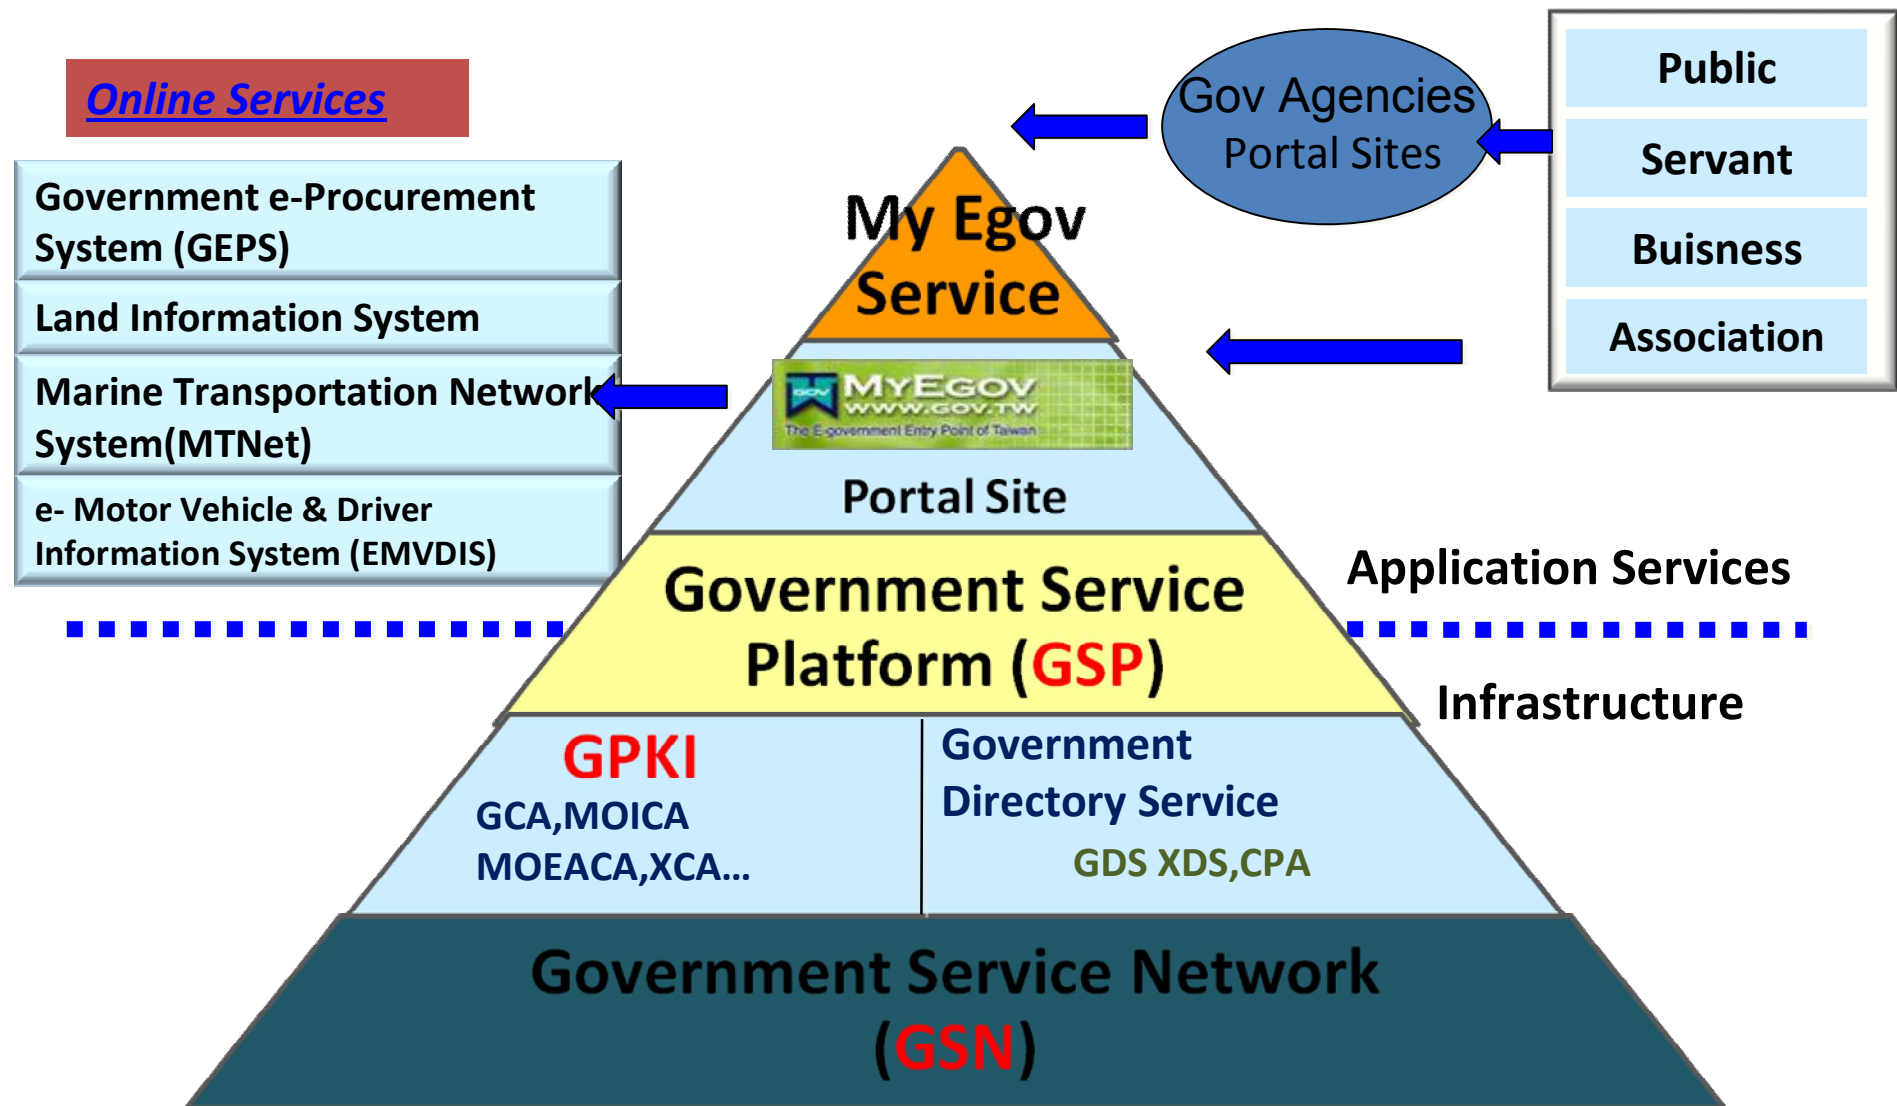 Online Services
Government e-Procurement
System (GEPS)
Land Information System
Marine Transportation Network
System(MTNet)
e- Motor Vehicle & Driver
Information System (EMVDIS)
Gov Agencies
Portal Sites
Public
Servant
Buisness
Association
My Egov
Service
GOV
MYEGOV
WWW.GOV.TW
The E-government Entry Point of Taiwan
Portal Site
Application Services
Government Service
Platform (GSP)
Infrastructure
GPKI
GCA,MOICA
MOEACA,XCA...
Government
Directory Service
GDS XDS,CPA
Government Service Network
(GSN)